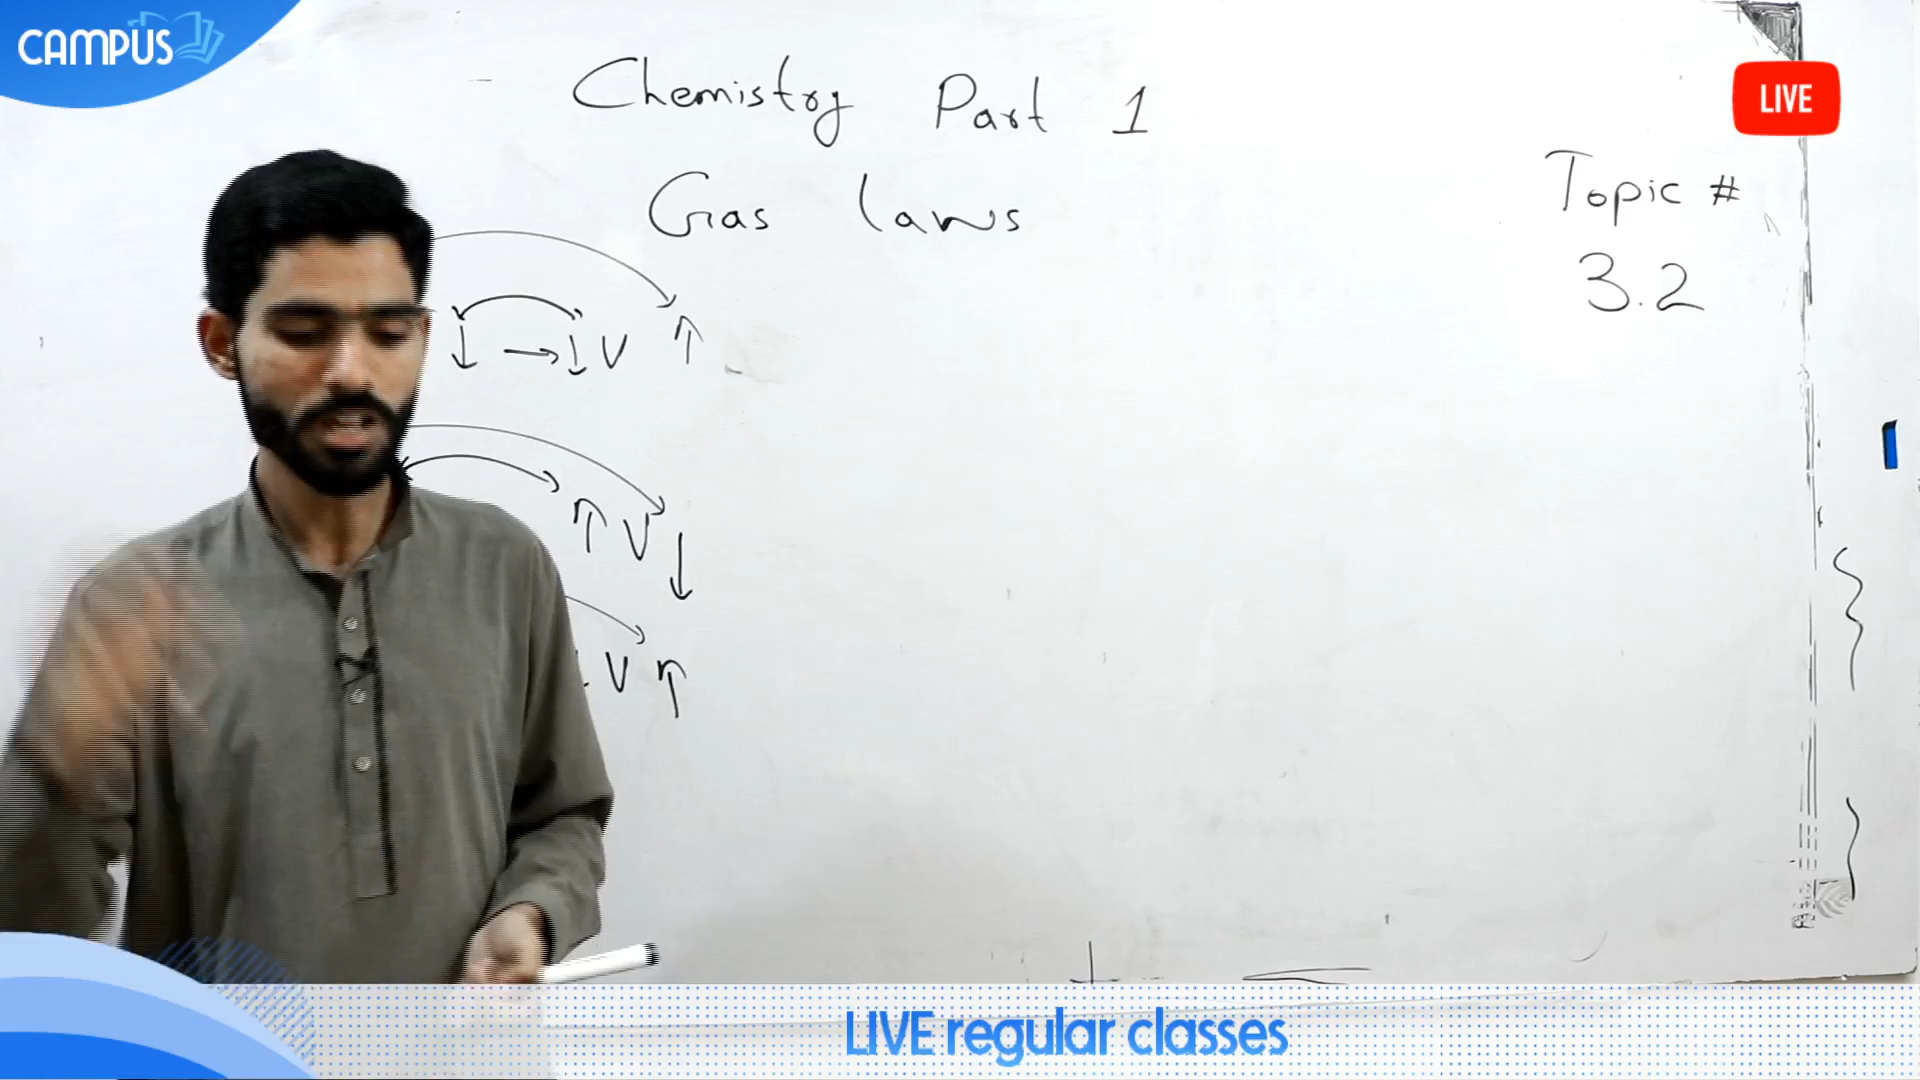 CAMPUS
LIVE
Chemistry Part 1
Gas laws
Topic #
3.2
↓ → ↓ V ↑
↑ V ↓
V ↑
LIVE regular classes